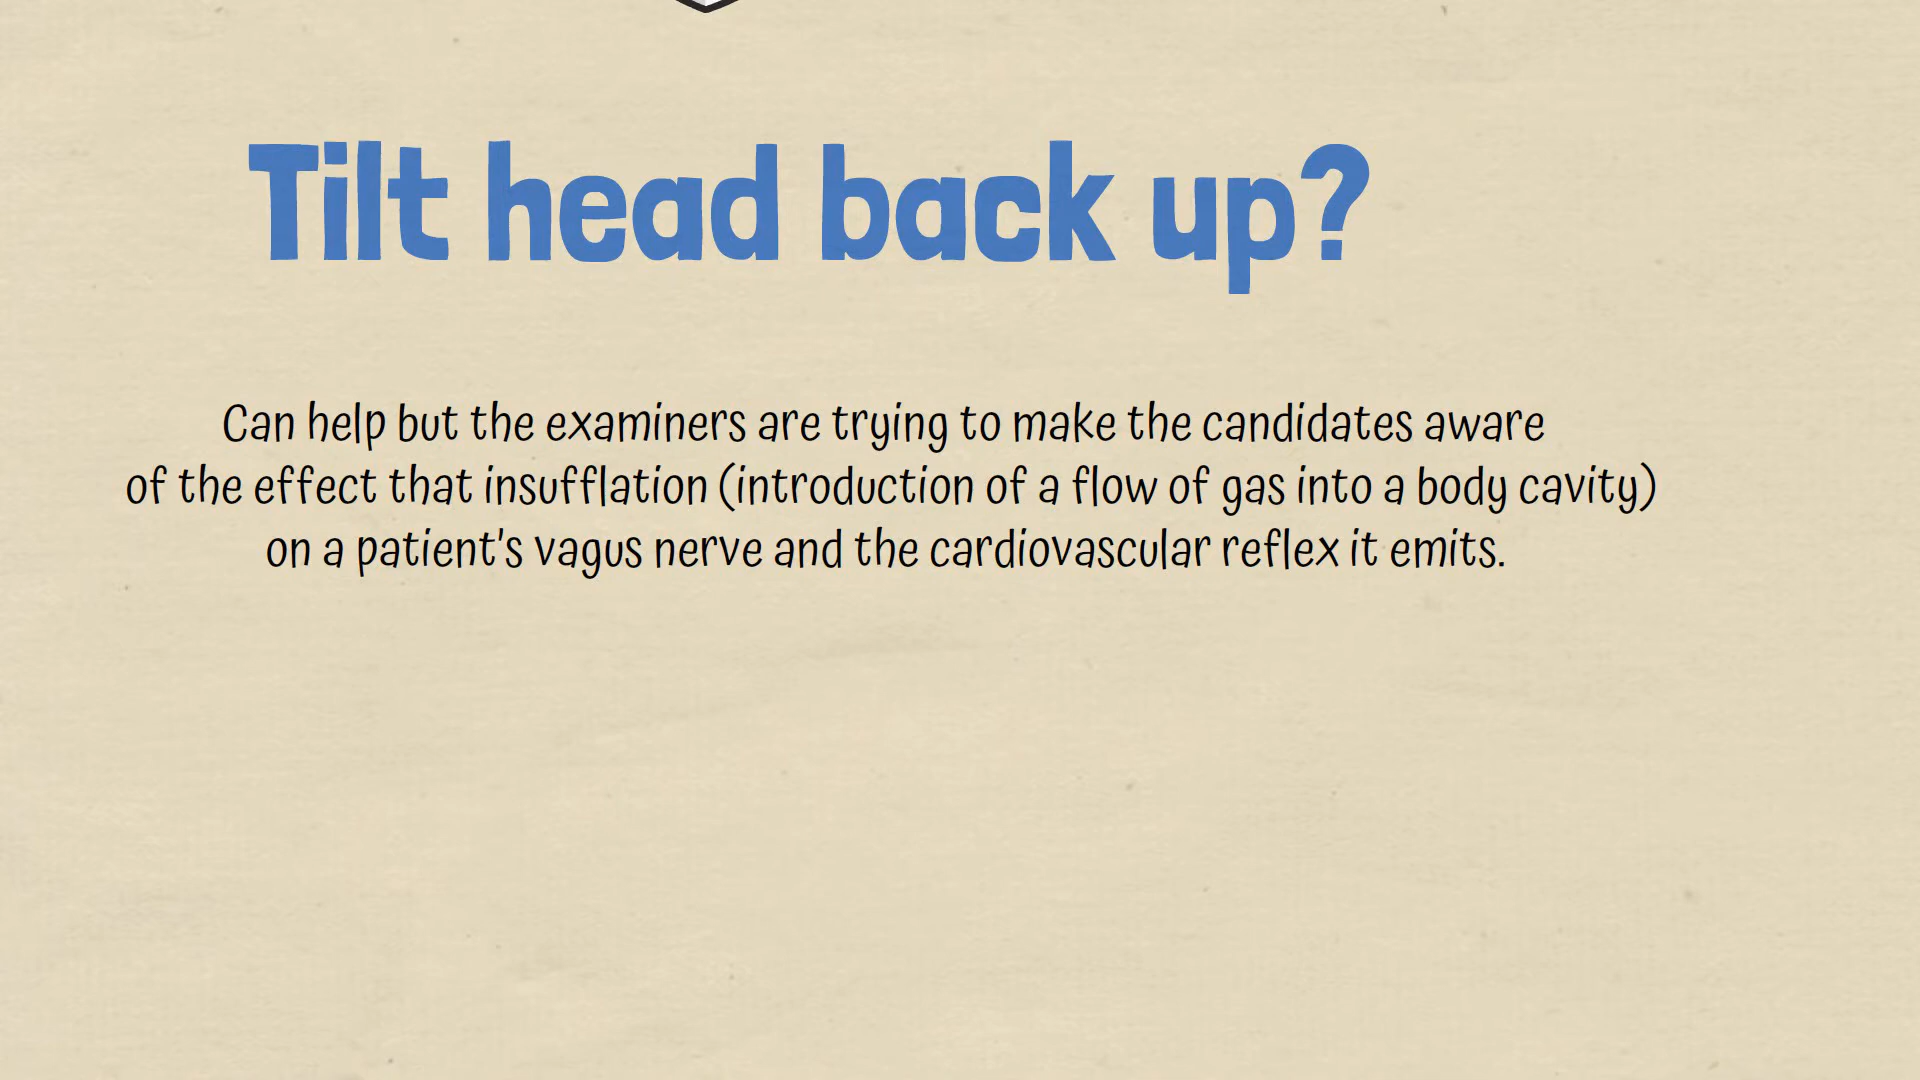 Tilt head back up?
Can help but the examiners are trying to make the candidates aware
of the effect that insufflation (introduction of a flow of gas into a body cavity)
on a patient's vagus nerve and the cardiovascular reflex it emits.